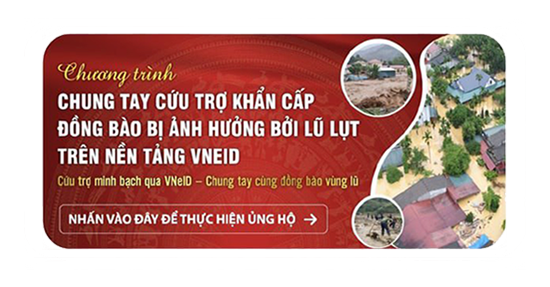 Chương trình
CHUNG TAY CỨU TRỢ KHẨN CẤP
ĐỒNG BÀO BỊ ẢNH HƯỞNG BỞI LŨ LỤT
TRÊN NỀN TẢNG VNEID
Cứu trợ minh bạch qua VNeID – Chung tay cùng đồng bào vùng lũ
NHẤN VÀO ĐÂY ĐỂ THỰC HIỆN ỦNG HỘ →